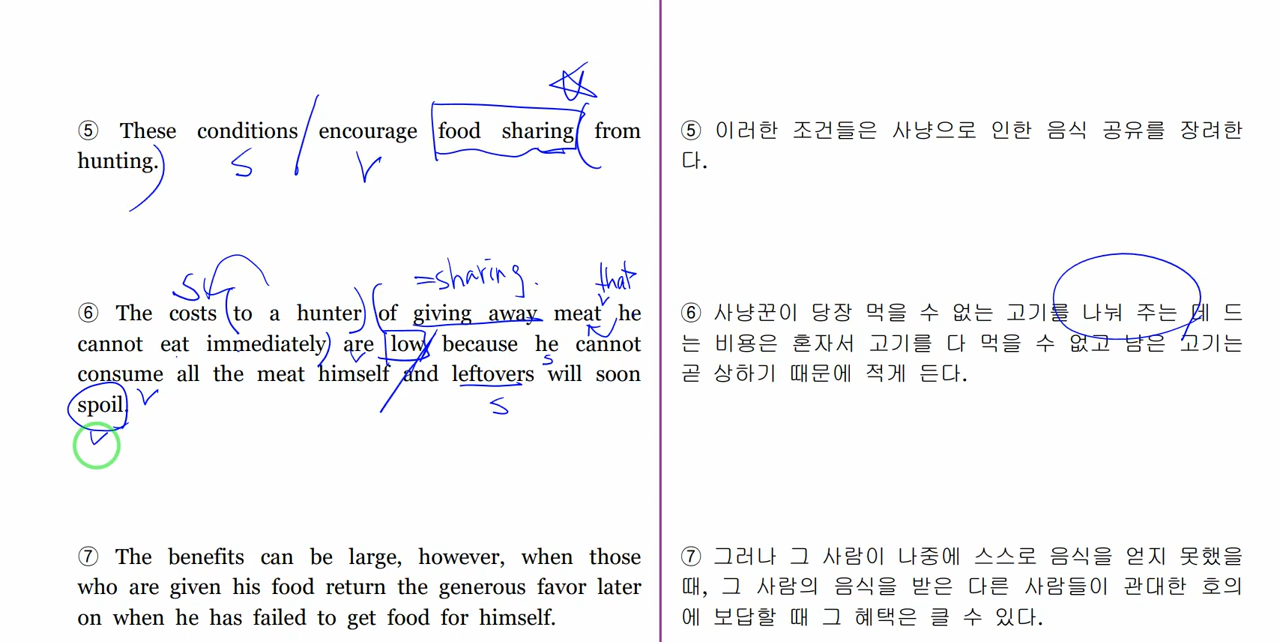 ⑤ These conditions encourage food sharing from
hunting.
S
V
=sharing.
that
S
⑥ The costs to a hunter of giving away meat he
cannot eat immediately are low because he cannot
V
S
consume all the meat himself and leftovers will soon
V
S
spoil.
V
⑦ The benefits can be large, however, when those
who are given his food return the generous favor later
on when he has failed to get food for himself.
⑤ 이러한 조건들은 사냥으로 인한 음식 공유를 장려한
다.
⑥ 사냥꾼이 당장 먹을 수 없는 고기를 나눠 주는 데 드
는 비용은 혼자서 고기를 다 먹을 수 없고 남은 고기는
곧 상하기 때문에 적게 든다.
⑦ 그러나 그 사람이 나중에 스스로 음식을 얻지 못했을
때, 그 사람의 음식을 받은 다른 사람들이 관대한 호의
에 보답할 때 그 혜택은 클 수 있다.